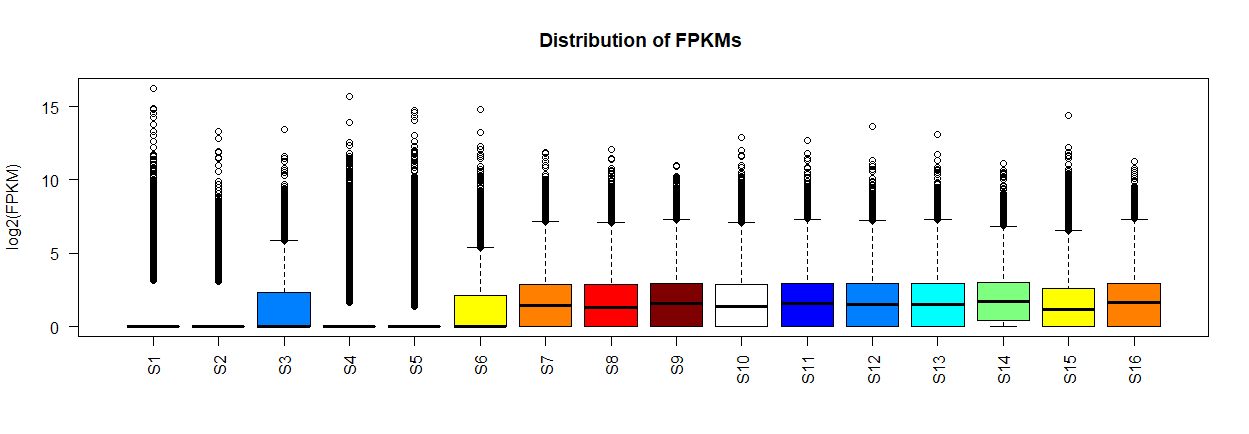 Distribution of FPKMs
log2(FPKM)
15
10
5
0
S1 S2 S3 S4 S5 S6 S7 S8 S9 S10 S11 S12 S13 S14 S15 S16